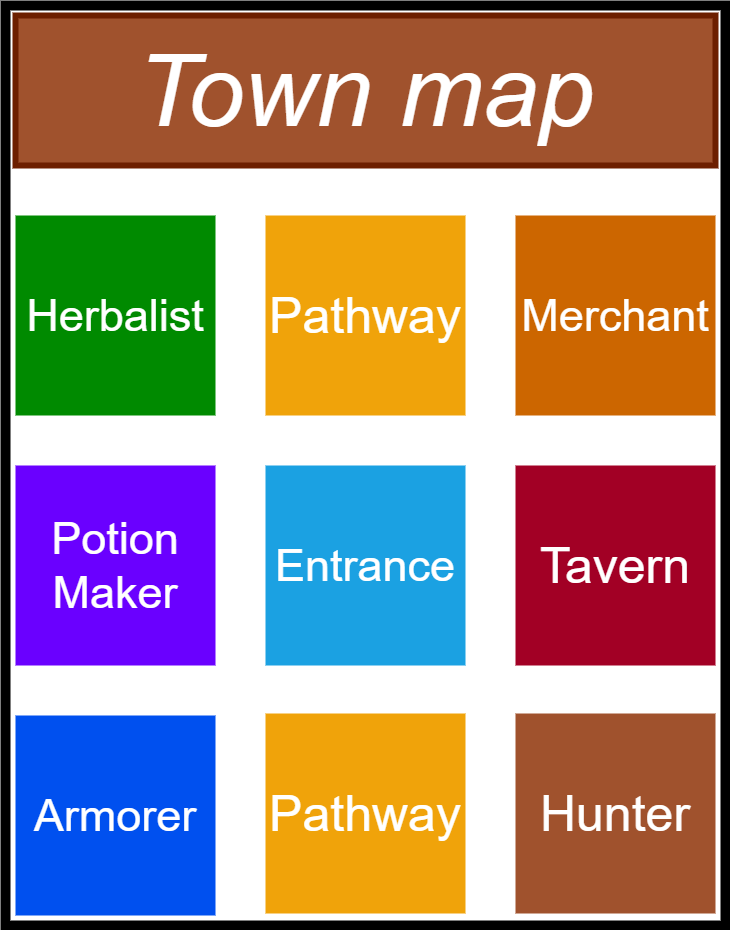 Town map
Herbalist
Pathway
Merchant
Potion
Maker
Entrance
Tavern
Armorer
Pathway
Hunter